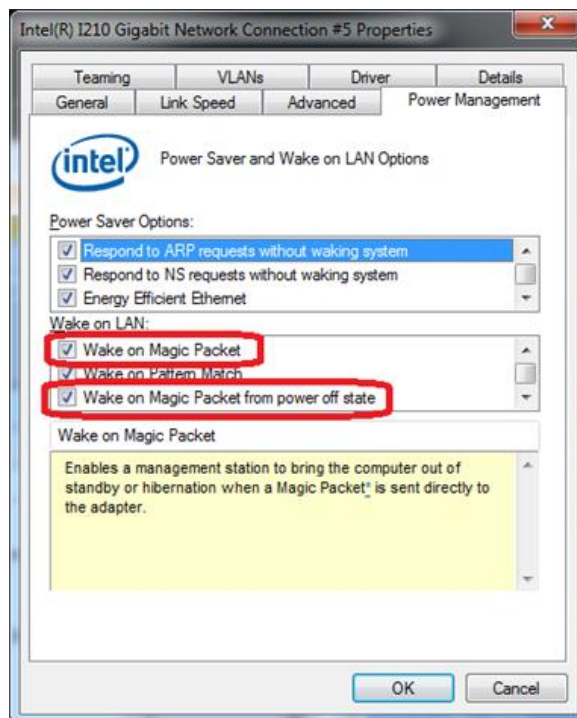 Intel(R) I210 Gigabit Network Connection #5 Properties
Teaming VLANs Driver Details
General Link Speed Advanced Power Management
intel
Power Saver and Wake on LAN Options
Power Saver Options:
Respond to ARP requests without waking system
Respond to NS requests without waking system
Energy Efficient Ethernet
Wake on LAN:
Wake on Magic Packet
Wake on Pattern Match
Wake on Magic Packet from power off state
Wake on Magic Packet
Enables a management station to bring the computer out of
standby or hibernation when a Magic Packet* is sent directly to
the adapter.
OK Cancel